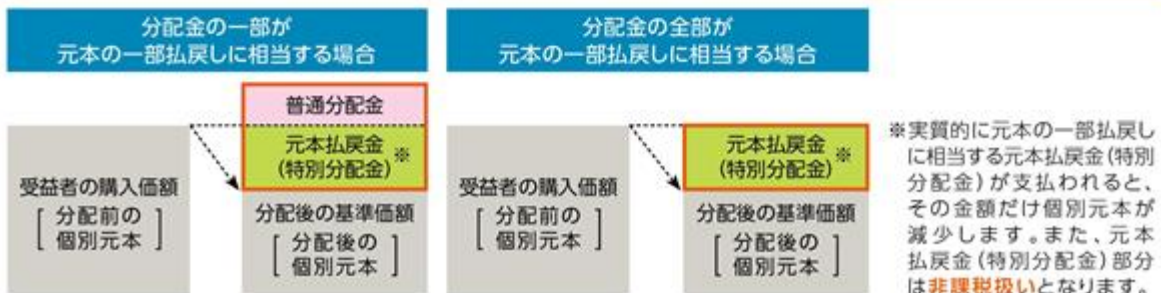 分配金の一部が
元本の一部払戻しに相当する場合
分配金の全部が
元本の一部払戻しに相当する場合
普通分配金
元本払戻金
(特別分配金)
※
受益者の購入価額
[ 分配前の
個別元本 ]
分配後の基準価額
[ 分配後の
個別元本 ]
元本払戻金
(特別分配金)
※
受益者の購入価額
[ 分配前の
個別元本 ]
分配後の基準価額
[ 分配後の
個別元本 ]
※実質的に元本の一部払戻し
に相当する元本払戻金(特別
分配金)が支払われると、
その金額だけ個別元本が
減少します。また、元本
払戻金(特別分配金)部分
は非課税扱いとなります。